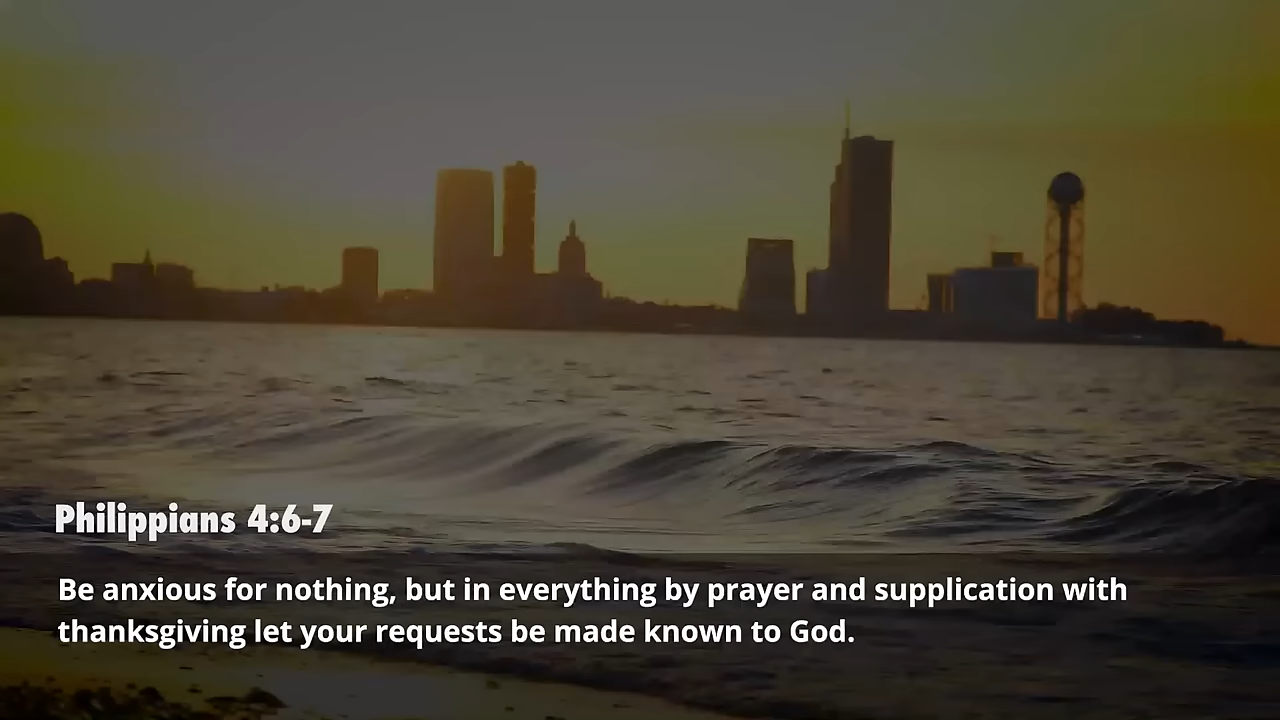 Philippians 4:6-7
Be anxious for nothing, but in everything by prayer and supplication with
thanksgiving let your requests be made known to God.